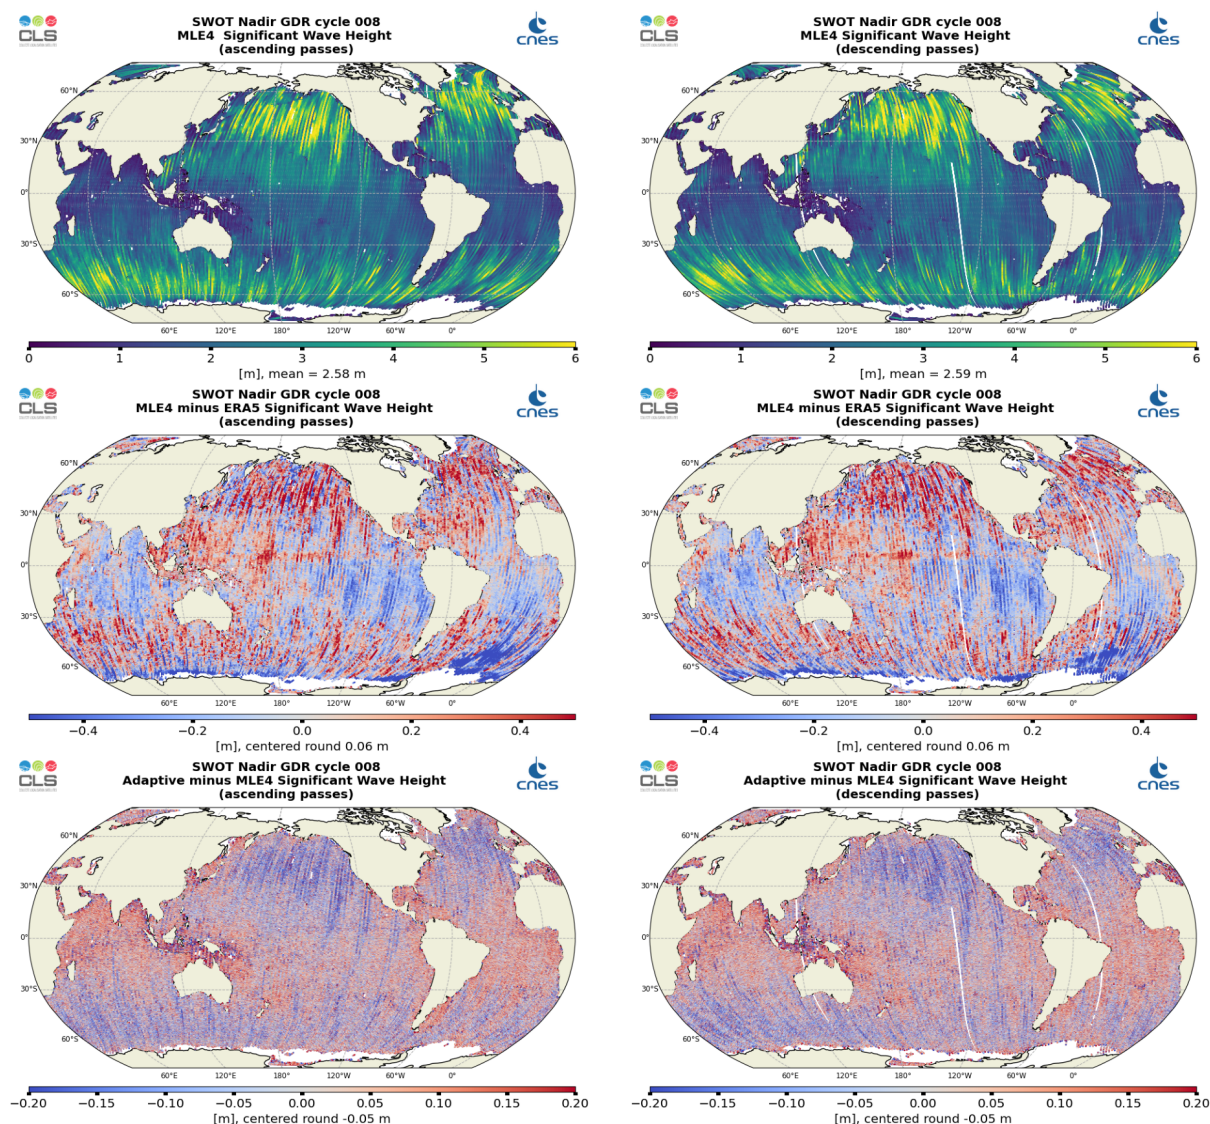 CLS
SWOT Nadir GDR cycle 008
MLE4  Significant Wave Height
(ascending passes)
cnes
60°N
30°N
0°
30°S
60°S
60°E 120°E 180° 120°W 60°W 0°
0 1 2 3 4 5 6
[m], mean = 2.58 m
CLS
SWOT Nadir GDR cycle 008
MLE4 Significant Wave Height
(descending passes)
cnes
60°N
30°N
0°
30°S
60°S
60°E 120°E 180° 120°W 60°W 0°
0 1 2 3 4 5 6
[m], mean = 2.59 m
CLS
SWOT Nadir GDR cycle 008
MLE4 minus ERA5 Significant Wave Height
(ascending passes)
cnes
60°N
30°N
0°
30°S
60°S
60°E 120°E 180° 120°W 60°W 0°
−0.4 −0.2 0.0 0.2 0.4
[m], centered round 0.06 m
CLS
SWOT Nadir GDR cycle 008
MLE4 minus ERA5 Significant Wave Height
(descending passes)
cnes
60°N
30°N
0°
30°S
60°S
60°E 120°E 180° 120°W 60°W 0°
−0.4 −0.2 0.0 0.2 0.4
[m], centered round 0.06 m
CLS
SWOT Nadir GDR cycle 008
Adaptive minus MLE4 Significant Wave Height
(ascending passes)
cnes
60°N
30°N
0°
30°S
60°S
60°E 120°E 180° 120°W 60°W 0°
−0.20 −0.15 −0.10 −0.05 0.00 0.05 0.10 0.15 0.20
[m], centered round -0.05 m
CLS
SWOT Nadir GDR cycle 008
Adaptive minus MLE4 Significant Wave Height
(descending passes)
cnes
60°N
30°N
0°
30°S
60°S
60°E 120°E 180° 120°W 60°W 0°
−0.20 −0.15 −0.10 −0.05 0.00 0.05 0.10 0.15 0.20
[m], centered round -0.05 m